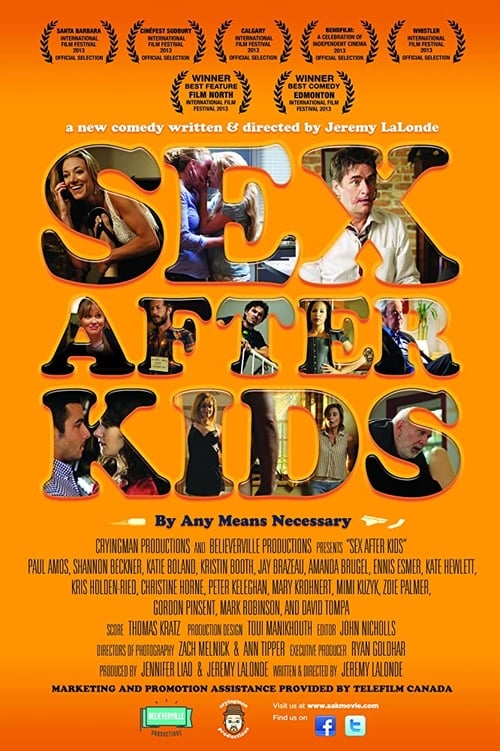 SANTA BARBARA
INTERNATIONAL
FILM FESTIVAL
2013
OFFICIAL SELECTION
CINÉFEST SUDBURY
INTERNATIONAL
FILM FESTIVAL
2013
OFFICIAL SELECTION
CALGARY
INTERNATIONAL
FILM FESTIVAL
2013
OFFICIAL SELECTION
BENDFILM:
A CELEBRATION OF
INDEPENDENT CINEMA
2013
OFFICIAL SELECTION
WHISTLER
INTERNATIONAL
FILM FESTIVAL
2013
OFFICIAL SELECTION
WINNER
BEST FEATURE
FILM NORTH
INTERNATIONAL FILM
FESTIVAL 2013
WINNER
BEST COMEDY
EDMONTON
INTERNATIONAL FILM
FESTIVAL 2013
a new comedy written & directed by Jeremy LaLonde
SEX
AFTER
KIDS
By Any Means Necessary
CRYINGMAN PRODUCTIONS AND BELIEVERVILLE PRODUCTIONS PRESENTS "SEX AFTER KIDS"
PAUL AMOS, SHANNON BECKNER, KATIE BOLAND, KRISTIN BOOTH, JAY BRAZEAU, AMANDA BRUGEL, ENNIS ESMER, KATE HEWLETT,
KRIS HOLDEN-RIED, CHRISTINE HORNE, PETER KELEGHAN, MARY KROHNERT, MIMI KUZYK, ZOIE PALMER,
GORDON PINSENT, MARK ROBINSON, AND DAVID TOMPA
SCORE THOMAS KRATZ PRODUCTION DESIGN TOUI MANIKHOUTH EDITOR JOHN NICHOLLS
DIRECTORS OF PHOTOGRAPHY ZACH MELNICK & ANN TIPPER EXECUTIVE PRODUCER RYAN GOLDHAR
PRODUCED BY JENNIFER LIAO & JEREMY LALONDE WRITTEN & DIRECTED BY JEREMY LALONDE
MARKETING AND PROMOTION ASSISTANCE PROVIDED BY TELEFILM CANADA
BELIEVERVILLE
PRODUCTIONS
cryingman
productions
Visit us at www.sakmovie.com
Find us on